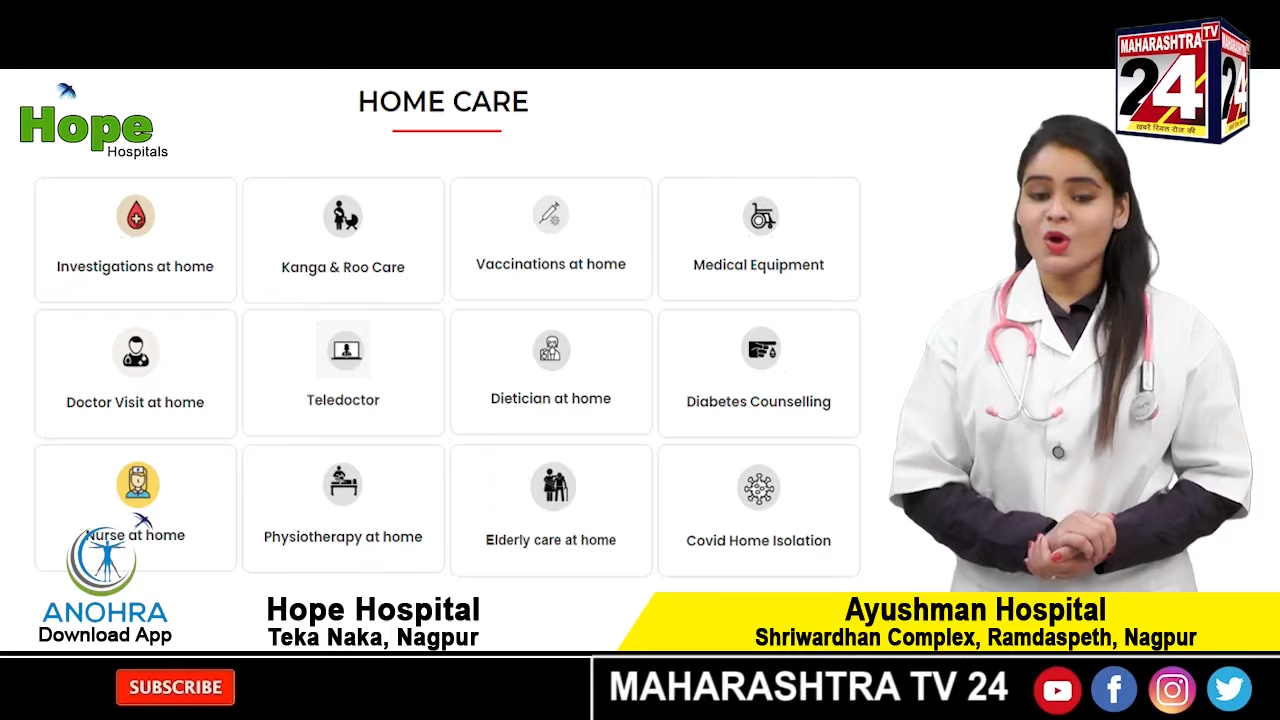 MAHARASHTRA TV
24
खबरें रियल रोज की
Hope
Hospitals
HOME CARE
Investigations at home
Kanga & Roo Care
Vaccinations at home
Medical Equipment
Doctor Visit at home
Teledoctor
Dietician at home
Diabetes Counselling
Nurse at home
Physiotherapy at home
Elderly care at home
Covid Home Isolation
ANOHRA
Download App
Hope Hospital
Teka Naka, Nagpur
Ayushman Hospital
Shriwardhan Complex, Ramdaspeth, Nagpur
SUBSCRIBE
MAHARASHTRA TV 24